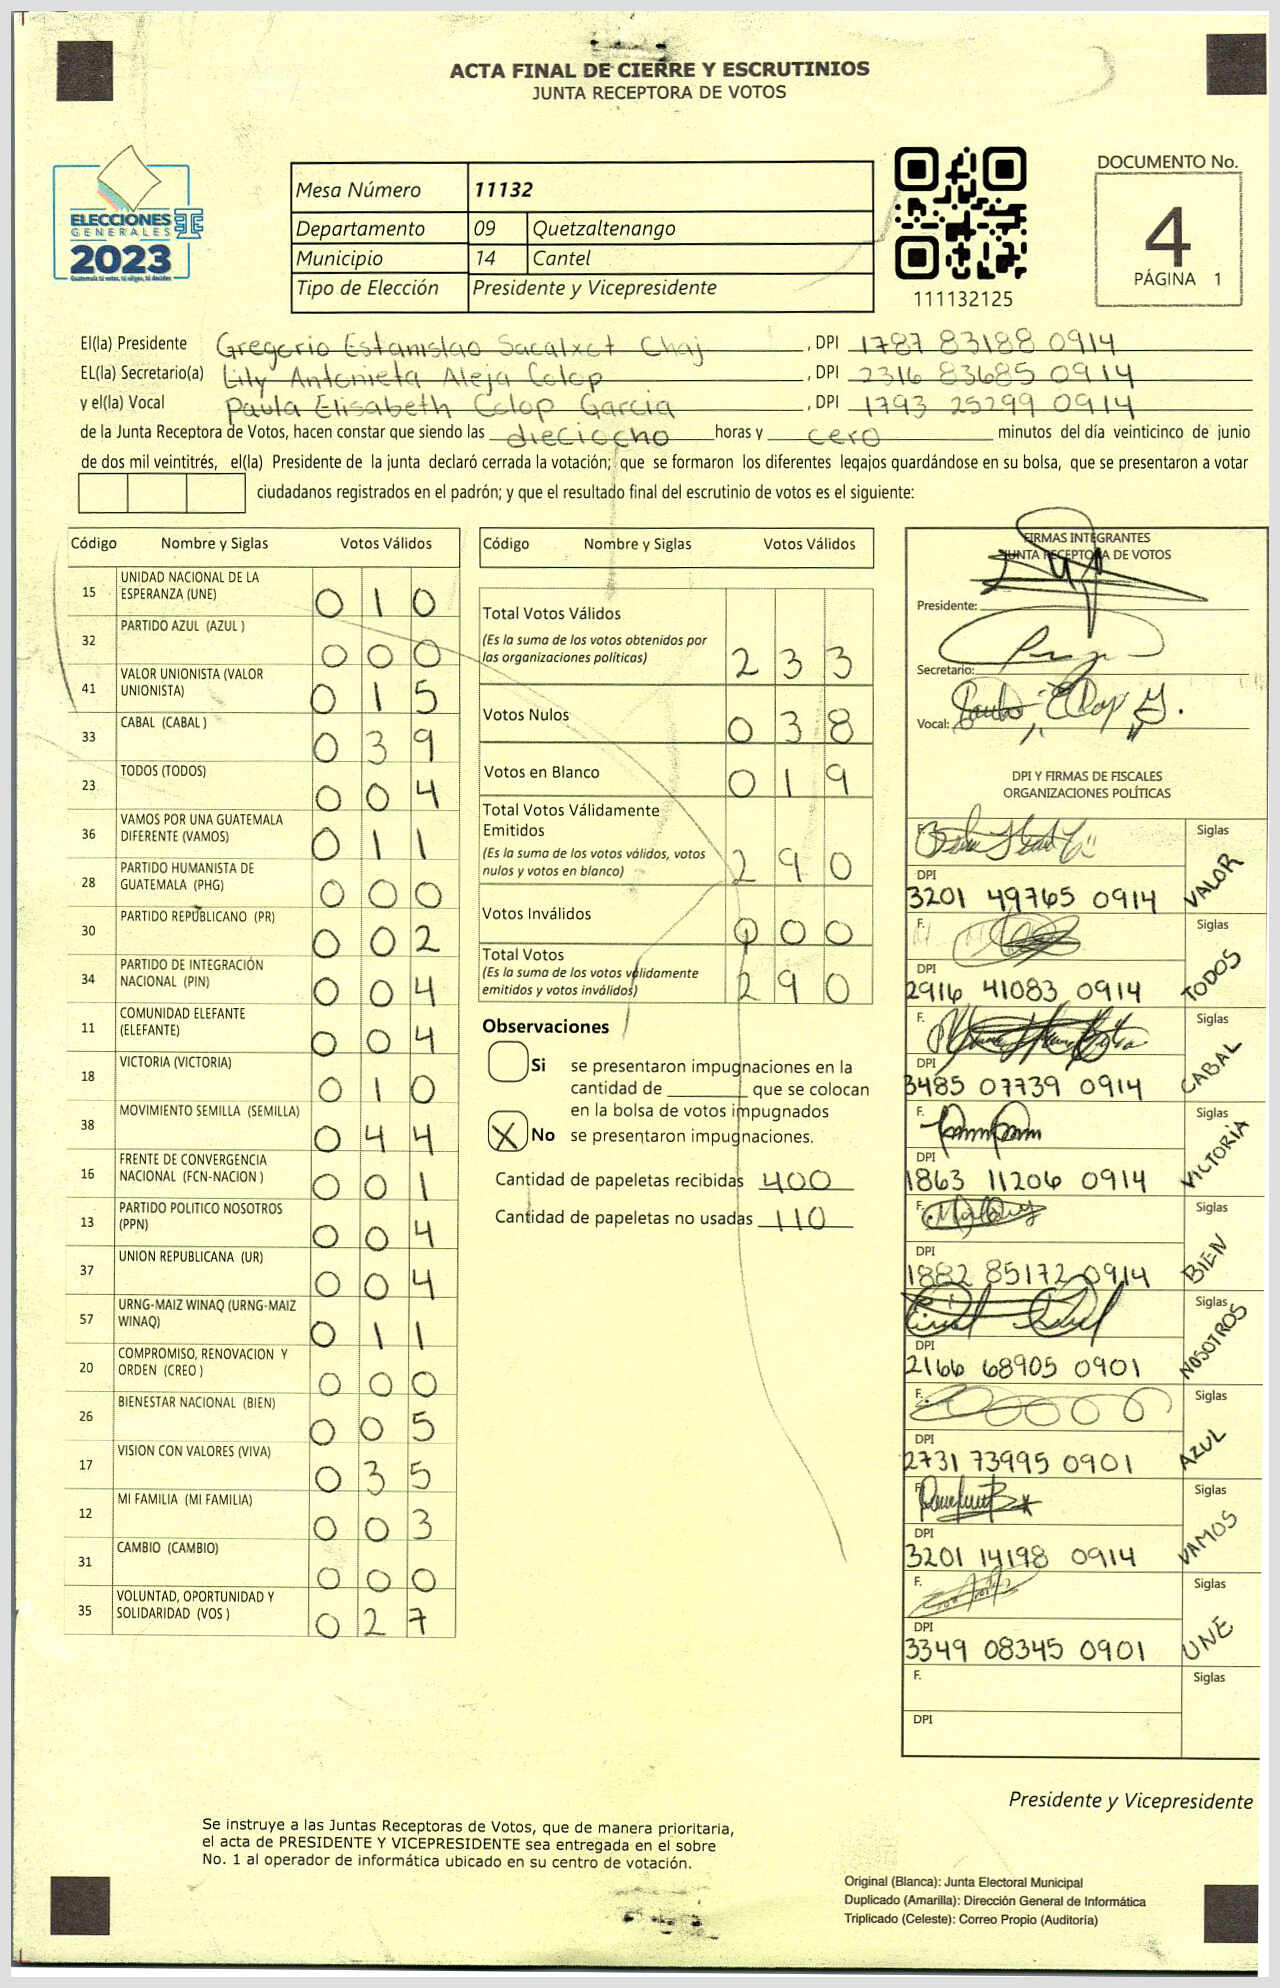 ACTA FINAL DE CIERRE Y ESCRUTINIOS
JUNTA RECEPTORA DE VOTOS
ELECCIONES
GENERALES
2023
Guatemala tú votas, tú eliges, tú decides
Mesa Número 11132
Departamento 09 Quetzaltenango
Municipio 14 Cantel
Tipo de Elección Presidente y Vicepresidente
111132125
DOCUMENTO No.
4
PÁGINA 1
El(la) Presidente Gregorio Estanislao Sacalxot Chaj , DPI 1787 83188 0914
EL(la) Secretario(a) Lily Antonieta Aleja Colop , DPI 2316 83685 0914
y el(la) Vocal Paula Elisabeth Colop Garcia , DPI 1793 25299 0914
de la Junta Receptora de Votos, hacen constar que siendo las dieciocho horas y cero minutos del día veinticinco de junio
de dos mil veintitrés, el(la) Presidente de la junta declaró cerrada la votación; que se formaron los diferentes legajos guardándose en su bolsa, que se presentaron a votar
ciudadanos registrados en el padrón; y que el resultado final del escrutinio de votos es el siguiente:
Código Nombre y Siglas Votos Válidos
15 UNIDAD NACIONAL DE LA
ESPERANZA (UNE) 0 1 0
32 PARTIDO AZUL (AZUL ) 0 0 0
41 VALOR UNIONISTA (VALOR
UNIONISTA) 0 1 5
33 CABAL (CABAL ) 0 3 9
23 TODOS (TODOS) 0 0 4
36 VAMOS POR UNA GUATEMALA
DIFERENTE (VAMOS) 0 1 1
28 PARTIDO HUMANISTA DE
GUATEMALA (PHG) 0 0 0
30 PARTIDO REPUBLICANO (PR) 0 0 2
34 PARTIDO DE INTEGRACIÓN
NACIONAL (PIN) 0 0 4
11 COMUNIDAD ELEFANTE
(ELEFANTE) 0 0 4
18 VICTORIA (VICTORIA) 0 1 0
38 MOVIMIENTO SEMILLA (SEMILLA) 0 4 4
16 FRENTE DE CONVERGENCIA
NACIONAL (FCN-NACION ) 0 0 1
13 PARTIDO POLITICO NOSOTROS
(PPN) 0 0 4
37 UNION REPUBLICANA (UR) 0 0 4
57 URNG-MAIZ WINAQ (URNG-MAIZ
WINAQ) 0 1 1
20 COMPROMISO, RENOVACION Y
ORDEN (CREO ) 0 0 0
26 BIENESTAR NACIONAL (BIEN) 0 0 5
17 VISION CON VALORES (VIVA) 0 3 5
12 MI FAMILIA (MI FAMILIA) 0 0 3
31 CAMBIO (CAMBIO) 0 0 0
35 VOLUNTAD, OPORTUNIDAD Y
SOLIDARIDAD (VOS ) 0 2 7
Código Nombre y Siglas Votos Válidos
Total Votos Válidos
(Es la suma de los votos obtenidos por
las organizaciones políticas) 2 3 3
Votos Nulos 0 3 8
Votos en Blanco 0 1 9
Total Votos Válidamente
Emitidos
(Es la suma de los votos válidos, votos
nulos y votos en blanco) 2 9 0
Votos Inválidos 0 0 0
Total Votos
(Es la suma de los votos válidamente
emitidos y votos inválidos) 2 9 0
Observaciones
Si se presentaron impugnaciones en la
cantidad de ________ que se colocan
en la bolsa de votos impugnados
X No se presentaron impugnaciones.
Cantidad de papeletas recibidas 400
Cantidad de papeletas no usadas 110
FIRMAS INTEGRANTES
JUNTA RECEPTORA DE VOTOS
Presidente:
Secretario:
Vocal:
DPI Y FIRMAS DE FISCALES
ORGANIZACIONES POLÍTICAS
F. Siglas
DPI
3201 49765 0914 VALOR
F. Siglas
DPI
2916 41083 0914 TODOS
F. Siglas
DPI
3485 07739 0914 CABAL
F. Siglas
DPI
1863 11206 0914 VICTORIA
F. Siglas
DPI
1882 85172 0914 BIEN
F. Siglas
DPI
2166 68905 0901 NOSOTROS
F. Siglas
DPI
2731 73995 0901 AZUL
F. Siglas
DPI
3201 14198 0914 VAMOS
F. Siglas
DPI
3349 08345 0901 UNE
F. Siglas
DPI
Presidente y Vicepresidente
Se instruye a las Juntas Receptoras de Votos, que de manera prioritaria,
el acta de PRESIDENTE Y VICEPRESIDENTE sea entregada en el sobre
No. 1 al operador de informática ubicado en su centro de votación.
Original (Blanca): Junta Electoral Municipal
Duplicado (Amarilla): Dirección General de Informática
Triplicado (Celeste): Correo Propio (Auditoría)